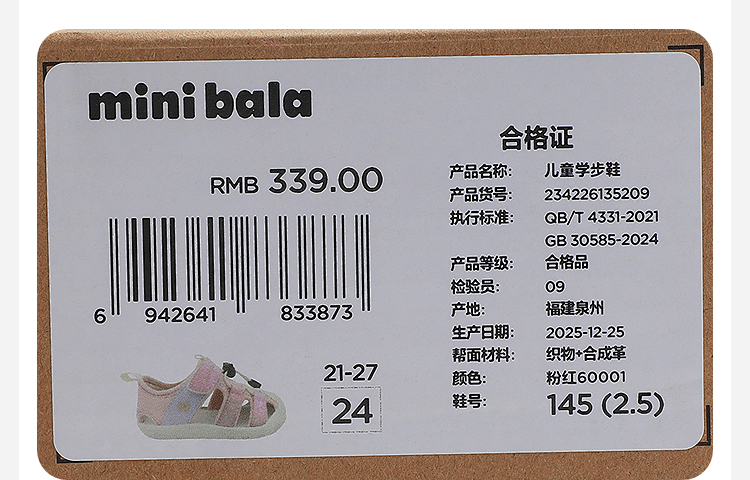 mini bala
RMB 339.00
6 942641 833873
21-27
24
合格证
产品名称: 儿童学步鞋
产品货号: 234226135209
执行标准: QB/T 4331-2021
GB 30585-2024
产品等级: 合格品
检验员: 09
产地: 福建泉州
生产日期: 2025-12-25
帮面材料: 织物+合成革
颜色: 粉红60001
鞋号: 145 (2.5)